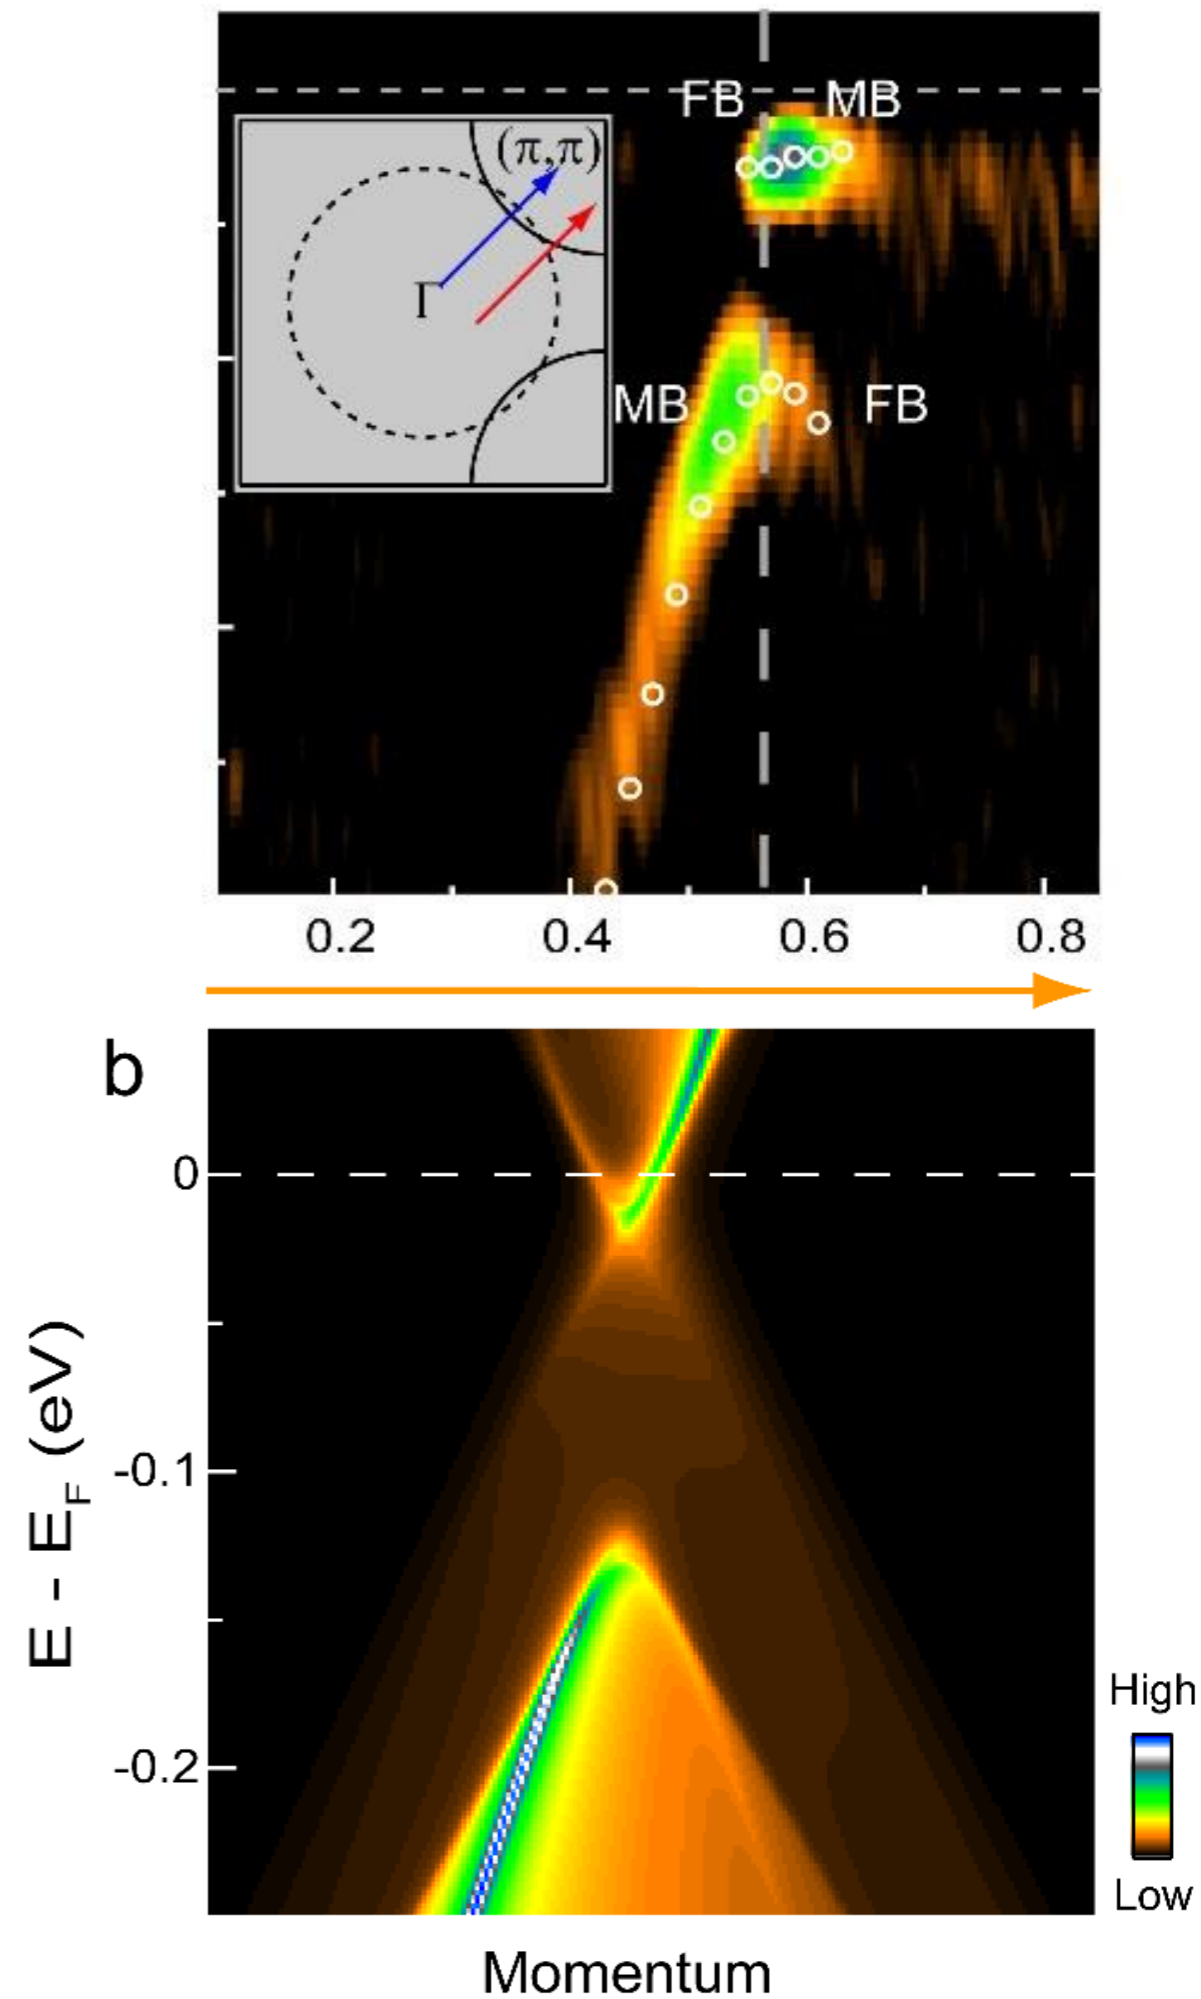 FB MB
(π,π)
Γ
MB FB
0.2 0.4 0.6 0.8
b
0
-0.1
-0.2
E - E_F (eV)
High
Low
Momentum